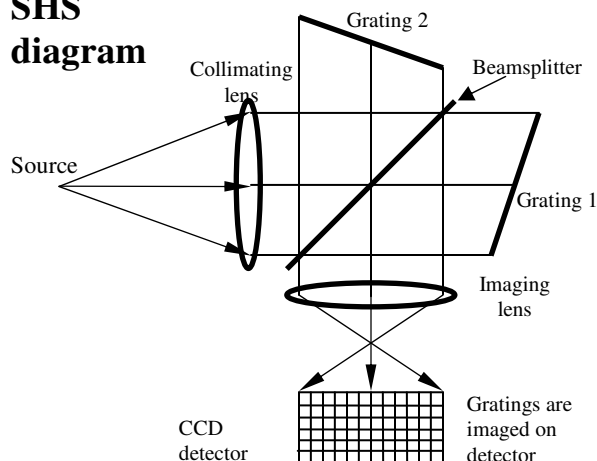 SHS
diagram
Grating 2
Collimating
lens
Beamsplitter
Source
Grating 1
Imaging
lens
CCD
detector
Gratings are
imaged on
detector